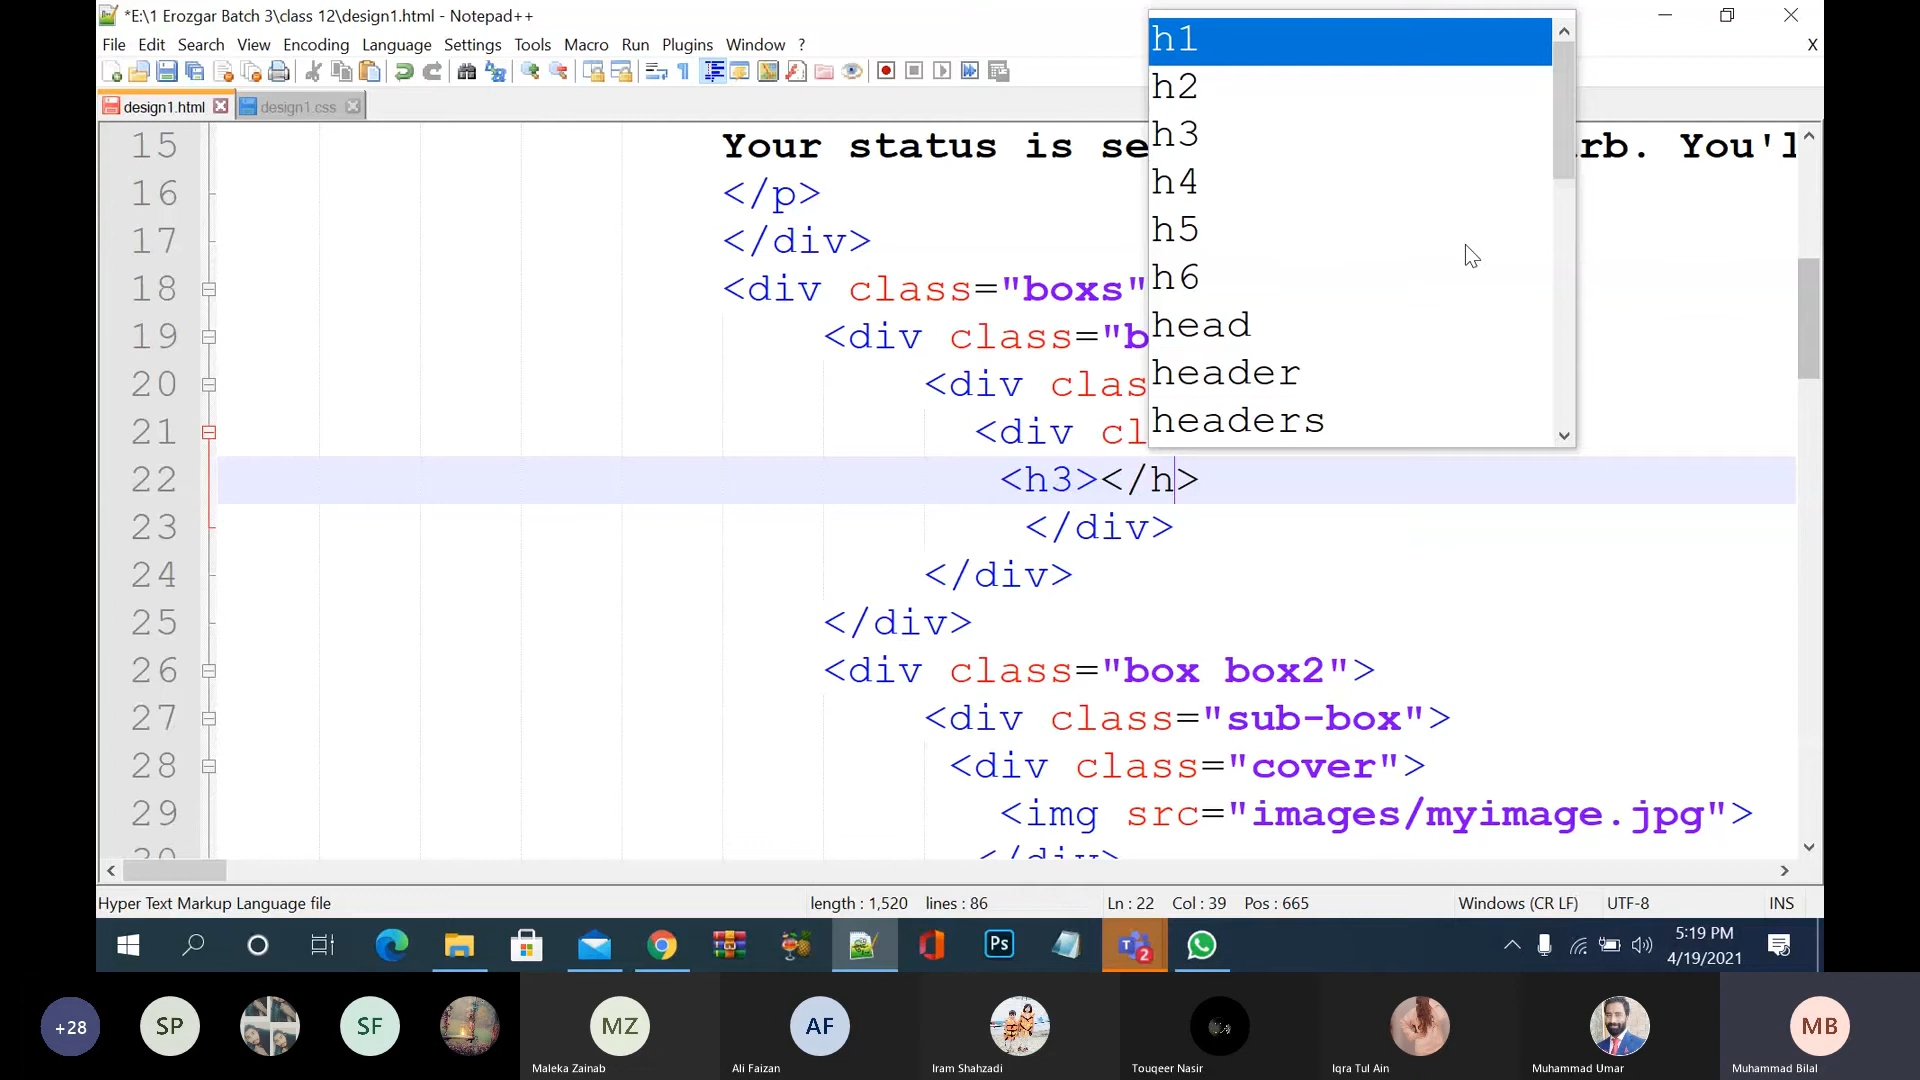 *E:\1 Erozgar Batch 3\class 12\design1.html - Notepad++
File Edit Search View Encoding Language Settings Tools Macro Run Plugins Window ? X
design1.html design1.css
h1
h2
h3
h4
h5
h6
head
header
headers
15 Your status is se rb. You'l
16 </p>
17 </div>
18 <div class="boxs"
19 <div class="b
20 <div clas
21 <div cl
22 <h3></h>
23 </div>
24 </div>
25 </div>
26 <div class="box box2">
27 <div class="sub-box">
28 <div class="cover">
29 <img src="images/myimage.jpg">
30 </div>
Hyper Text Markup Language file length : 1,520 lines : 86 Ln : 22 Col : 39 Pos : 665 Windows (CR LF) UTF-8 INS
Ps 2 5:19 PM
4/19/2021
+28 SP SF MZ AF MB
Maleka Zainab Ali Faizan Iram Shahzadi Touqeer Nasir Iqra Tul Ain Muhammad Umar Muhammad Bilal